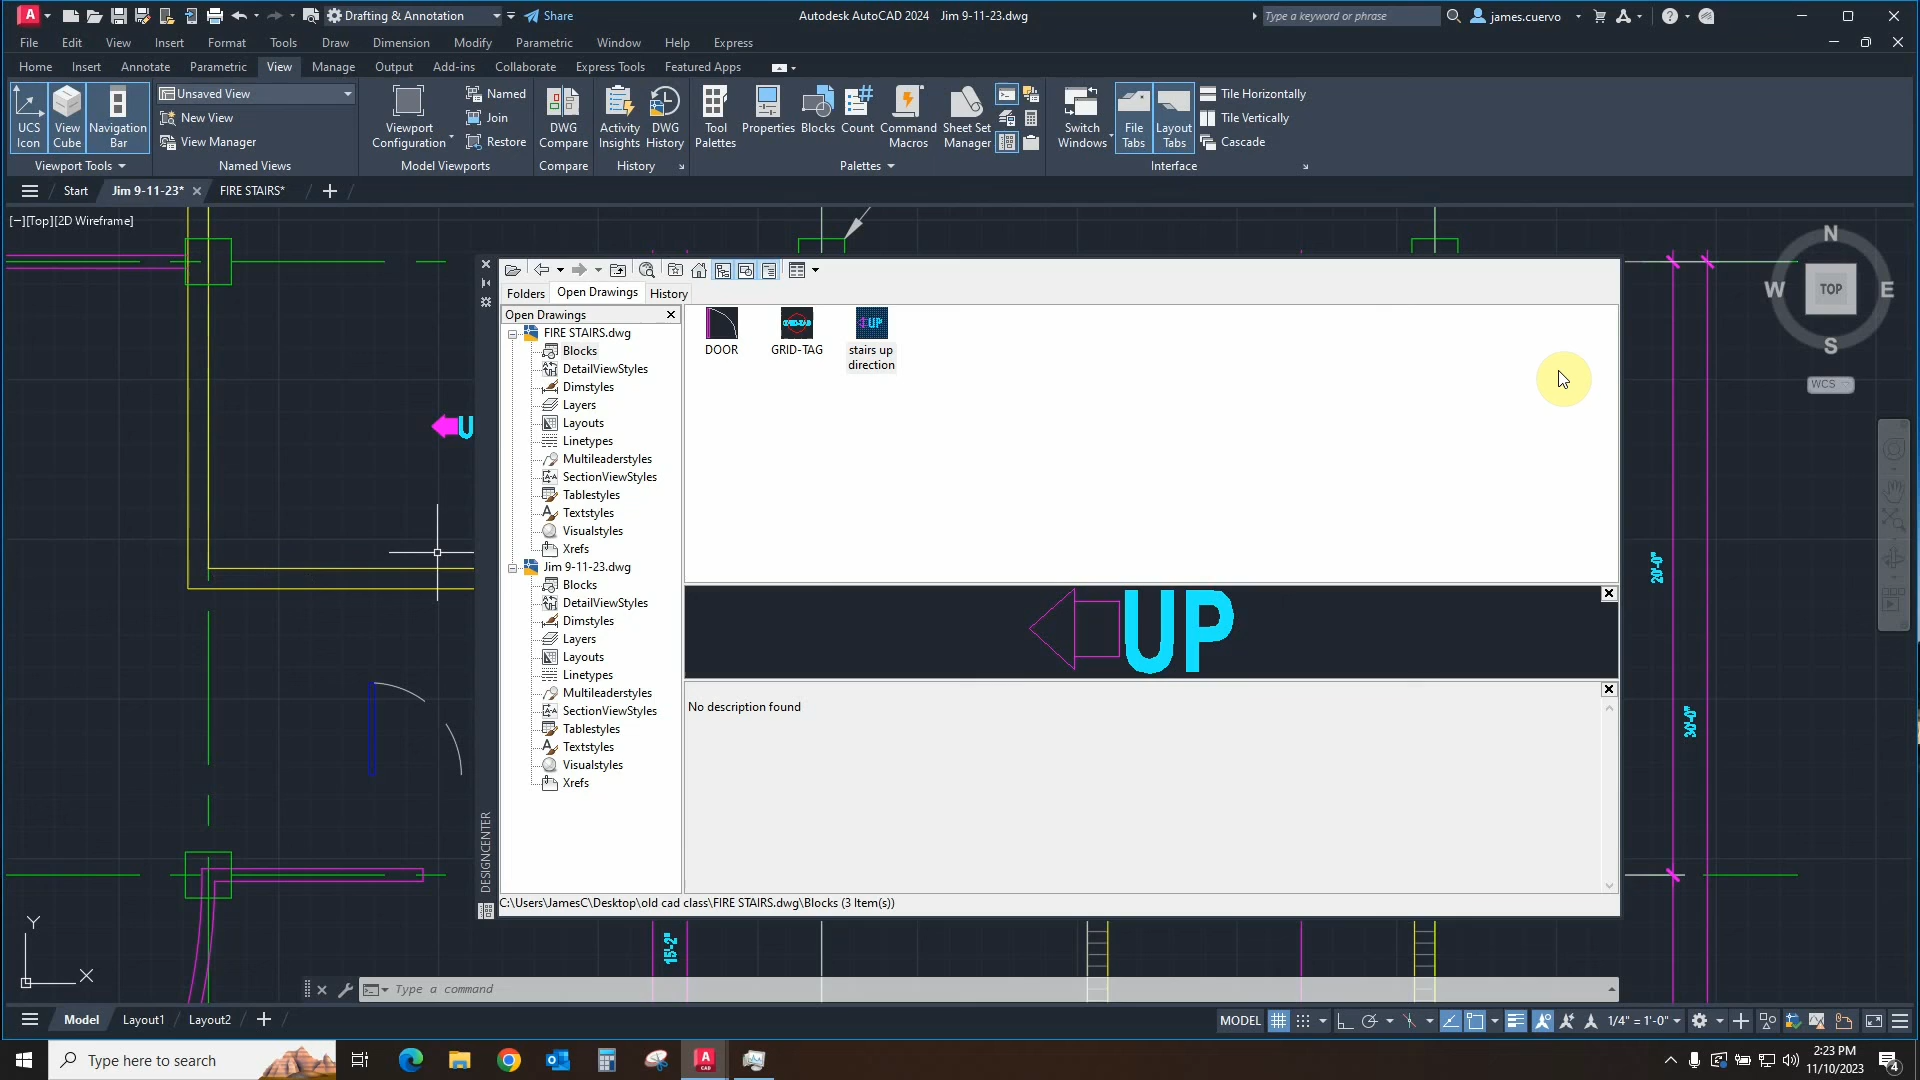 Drafting & Annotation
Share
Autodesk AutoCAD 2024 Jim 9-11-23.dwg
Type a keyword or phrase
james.cuervo
File Edit View Insert Format Tools Draw Dimension Modify Parametric Window Help Express
Home Insert Annotate Parametric View Manage Output Add-ins Collaborate Express Tools Featured Apps
UCS Icon
View Cube
Navigation Bar
Viewport Tools
Unsaved View
New View
View Manager
Named Views
Viewport Configuration
Named
Join
Restore
Model Viewports
DWG Compare
Compare
Activity Insights
DWG History
History
Tool Palettes
Properties
Blocks
Count
Command Macros
Sheet Set Manager
Palettes
Switch Windows
File Tabs
Layout Tabs
Tile Horizontally
Tile Vertically
Cascade
Interface
Start Jim 9-11-23* FIRE STAIRS*
[−][Top][2D Wireframe]
Folders Open Drawings History
Open Drawings
FIRE STAIRS.dwg
Blocks
DetailViewStyles
Dimstyles
Layers
Layouts
Linetypes
Multileaderstyles
SectionViewStyles
Tablestyles
Textstyles
Visualstyles
Xrefs
Jim 9-11-23.dwg
Blocks
DetailViewStyles
Dimstyles
Layers
Layouts
Linetypes
Multileaderstyles
SectionViewStyles
Tablestyles
Textstyles
Visualstyles
Xrefs
UP
DOOR
GRID-TAG
stairs up
direction
UP
No description found
C:\Users\JamesC\Desktop\old cad class\FIRE STAIRS.dwg\Blocks (3 Item(s))
DESIGNCENTER
U
N
W TOP E
S
WCS
20'-0"
30'-0"
15'-2"
Y
X
Type a command
Model Layout1 Layout2
MODEL
1/4" = 1'-0"
Type here to search
2:23 PM
11/10/2023
4